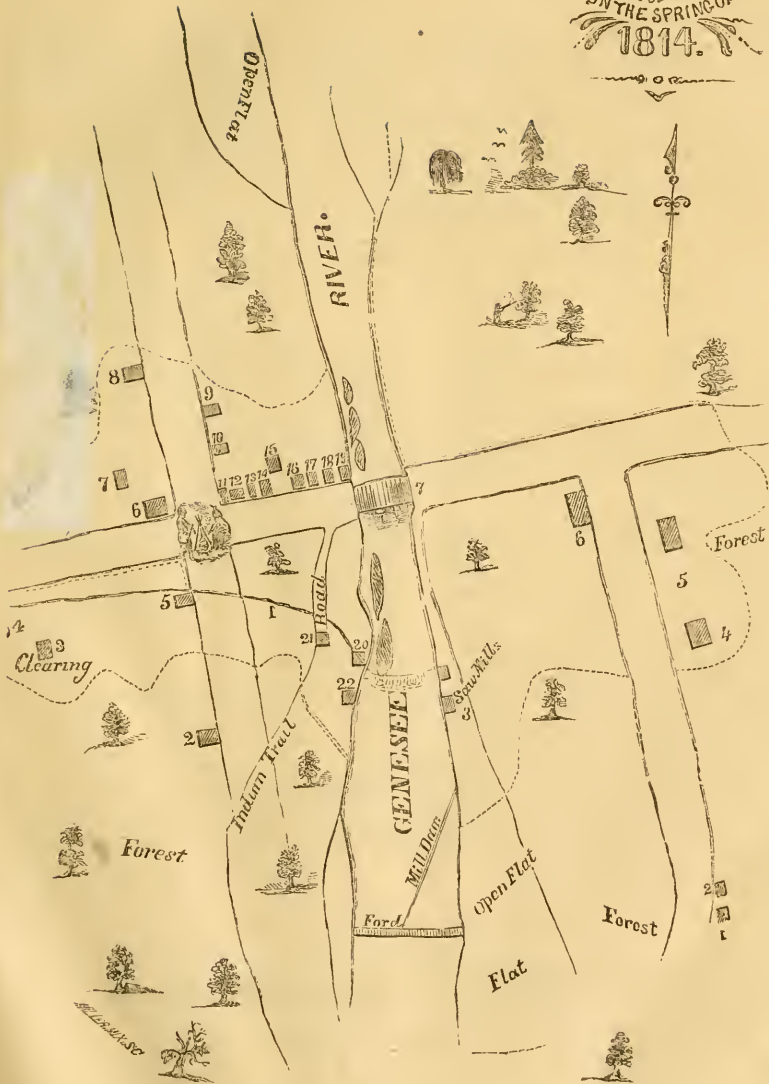 IN THE SPRING OF
1814.
Open Flat
RIVER.
8
9
10
7
15
11 12 13 14 16 17 18 19
6
7
6
Forest
5
4
5
1
Road
21
20
22
3
Clearing
Saw Mills
3
2
Indian Trail
GENESEE
Mill Dam
Open Flat
Forest
Ford
Flat
Forest
2
1